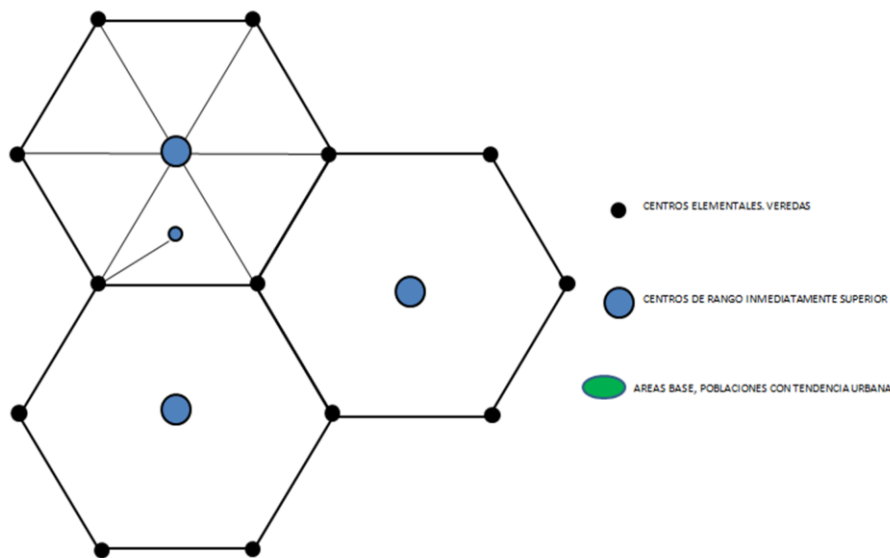 CENTROS ELEMENTALES. VEREDAS
CENTROS DE RANGO INMEDIATAMENTE SUPERIOR
AREAS BASE, POBLACIONES CON TENDENCIA URBANA